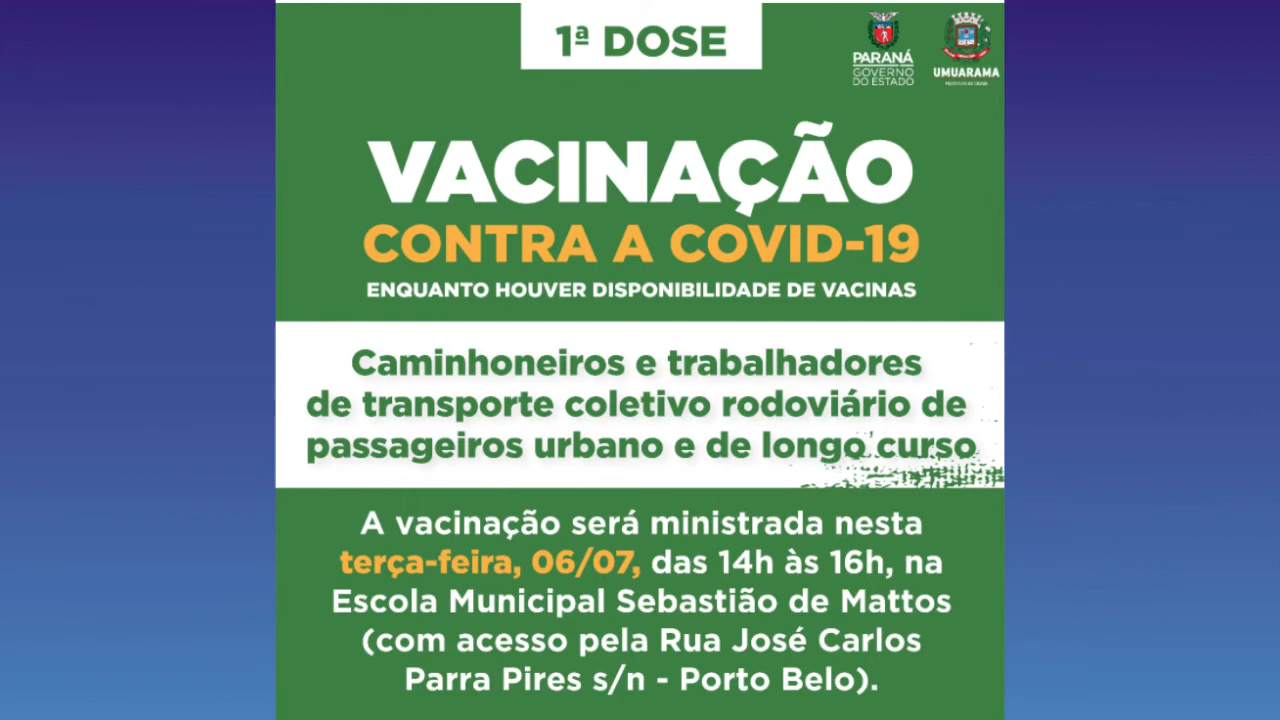 1ª DOSE
PARANÁ
GOVERNO
DO ESTADO
UMUARAMA
VACINAÇÃO
CONTRA A COVID-19
ENQUANTO HOUVER DISPONIBILIDADE DE VACINAS
Caminhoneiros e trabalhadores
de transporte coletivo rodoviário de
passageiros urbano e de longo curso
A vacinação será ministrada nesta
terça-feira, 06/07, das 14h às 16h, na
Escola Municipal Sebastião de Mattos
(com acesso pela Rua José Carlos
Parra Pires s/n - Porto Belo).